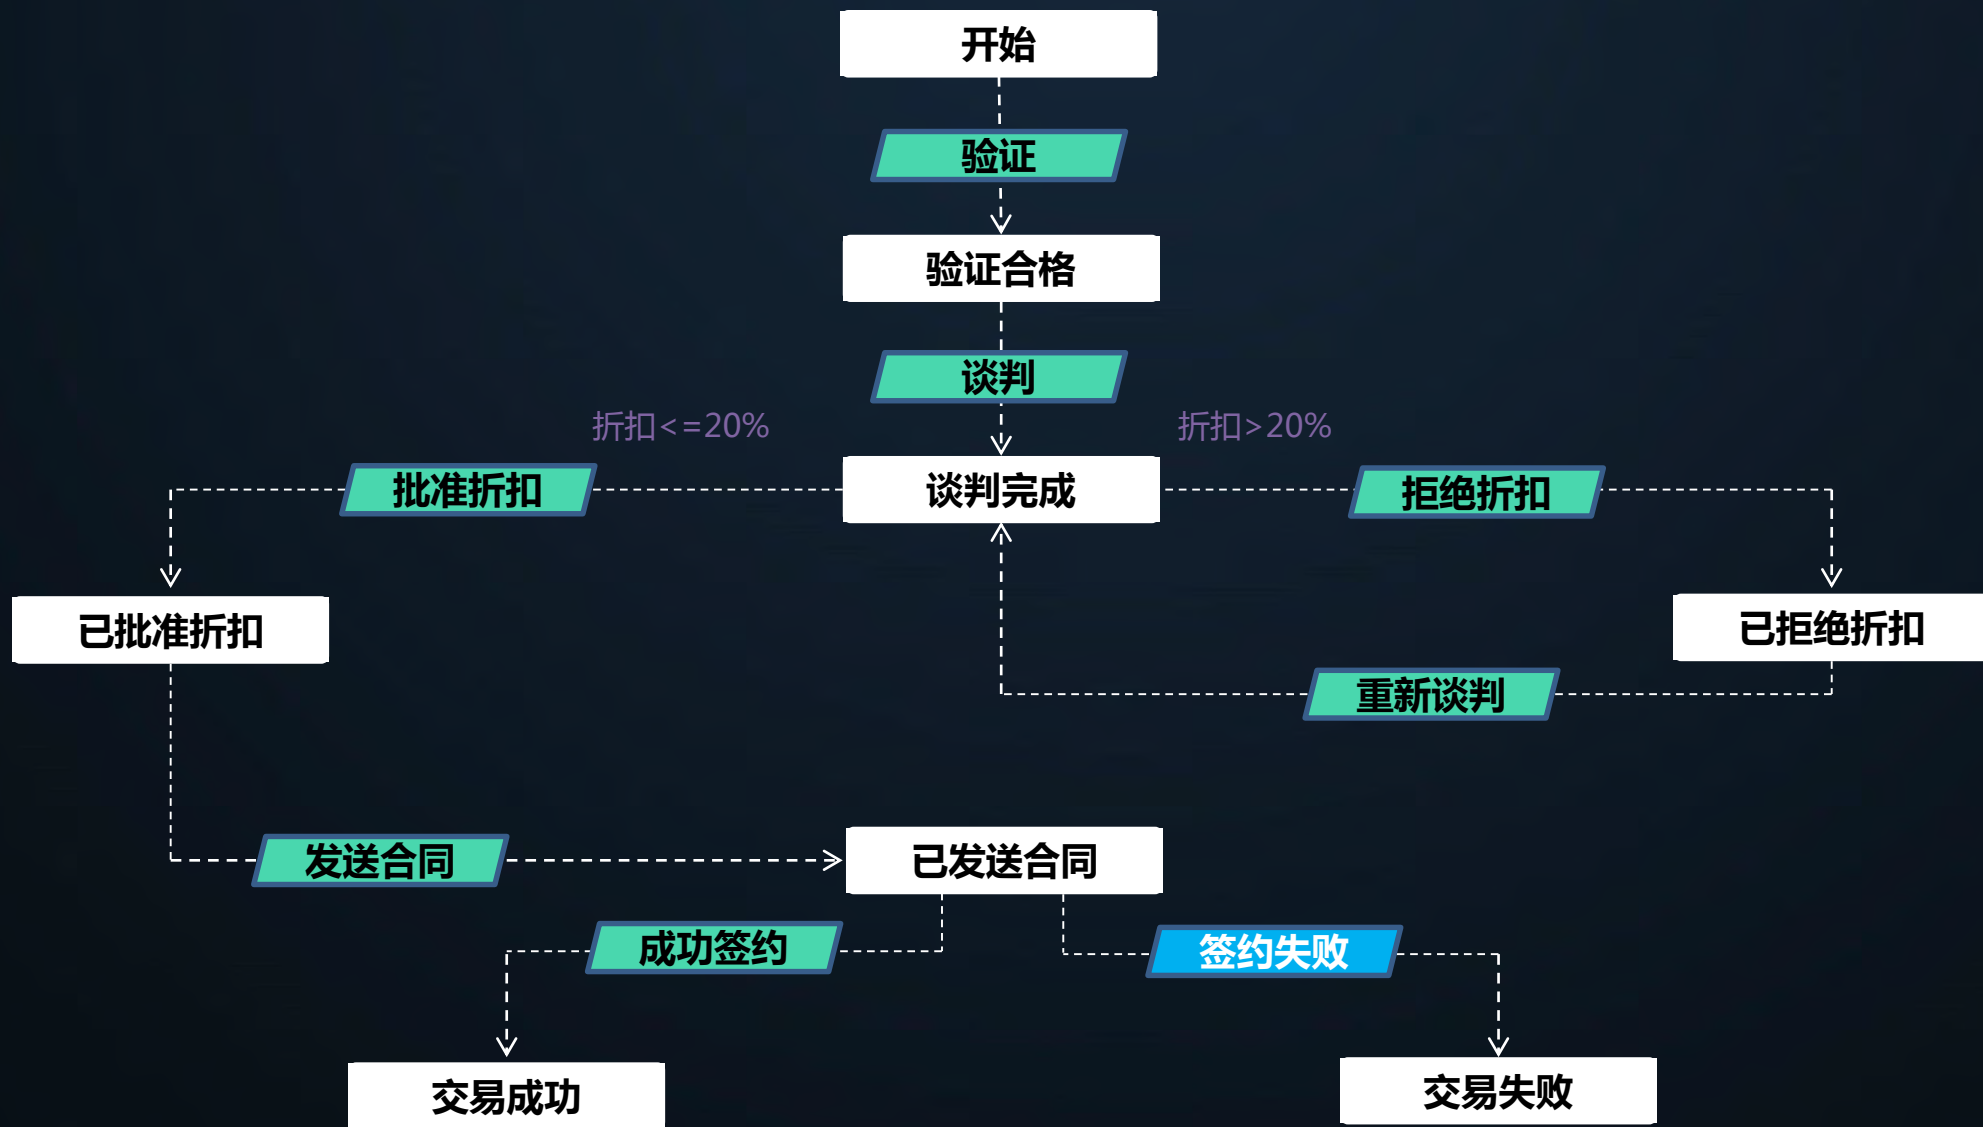 开始
验证
验证合格
谈判
折扣<=20%
折扣>20%
批准折扣
谈判完成
拒绝折扣
已批准折扣
已拒绝折扣
重新谈判
发送合同
已发送合同
成功签约
签约失败
交易成功
交易失败